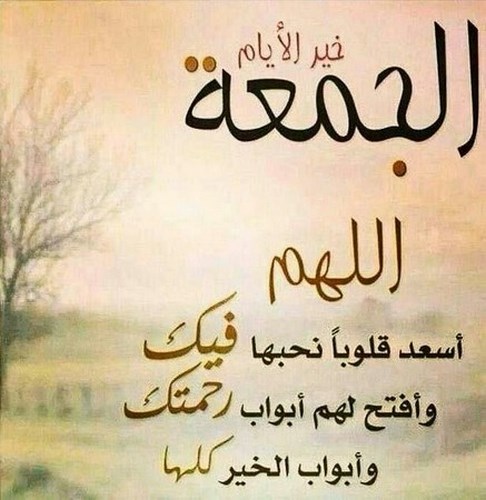 خير الأيام
الجمعة
اللهم
أسعد قلوباً نحبها فيك
وأفتح لهم أبواب رحمتك
وأبواب الخير كلها